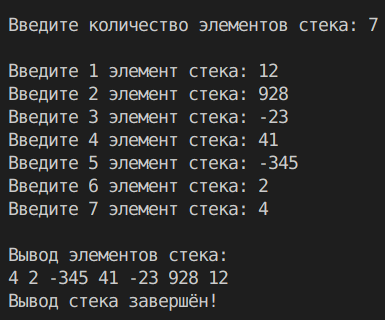 Введите количество элементов стека: 7
Введите 1 элемент стека: 12
Введите 2 элемент стека: 928
Введите 3 элемент стека: -23
Введите 4 элемент стека: 41
Введите 5 элемент стека: -345
Введите 6 элемент стека: 2
Введите 7 элемент стека: 4
Вывод элементов стека:
4 2 -345 41 -23 928 12
Вывод стека завершён!